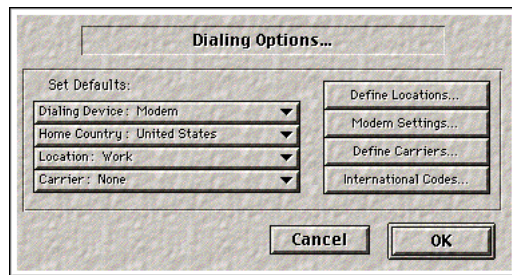 Dialing Options...
Set Defaults:
Dialing Device: Modem
Home Country: United States
Location: Work
Carrier: None
Define Locations...
Modem Settings...
Define Carriers...
International Codes...
Cancel
OK